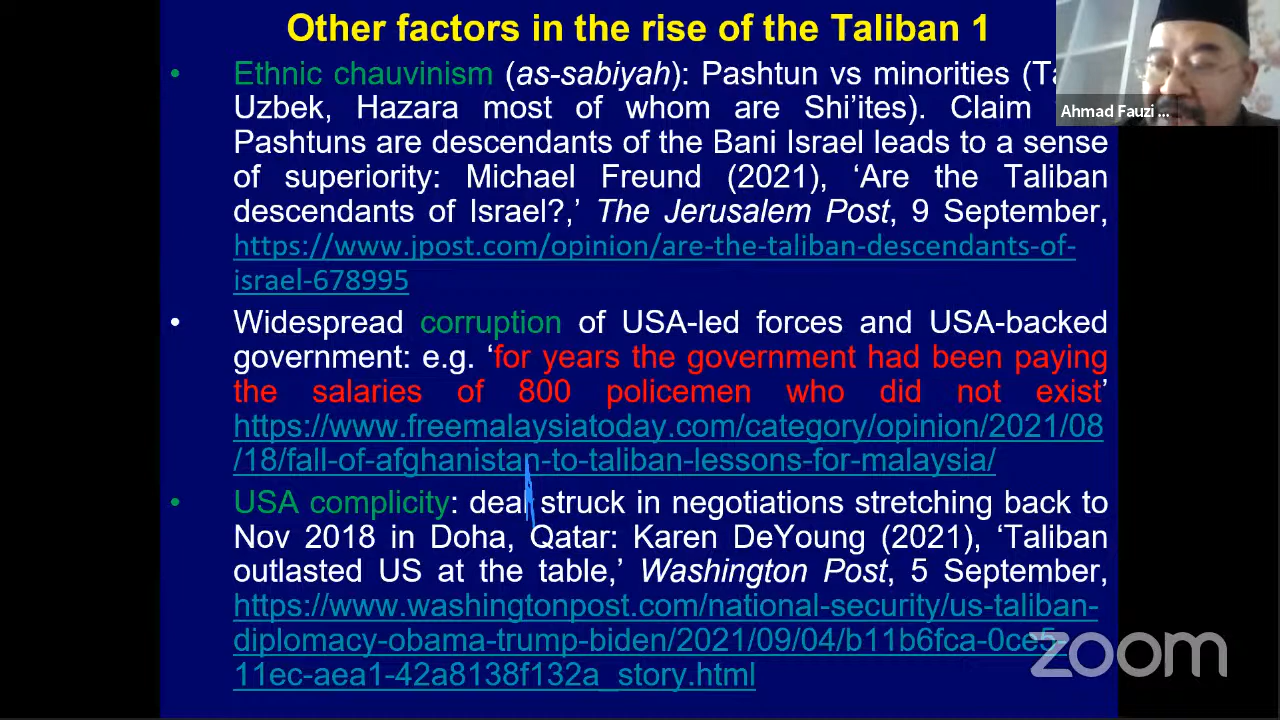 Other factors in the rise of the Taliban 1
• Ethnic chauvinism (as-sabiyah): Pashtun vs minorities
Uzbek, Hazara most of whom are Shi’ites). Claim
Pashtuns are descendants of the Bani Israel leads to a sense
of superiority: Michael Freund (2021), ‘Are the Taliban
descendants of Israel?,’ The Jerusalem Post, 9 September,
https://www.jpost.com/opinion/are-the-taliban-descendants-of-
israel-678995
• Widespread corruption of USA-led forces and USA-backed
government: e.g. ‘for years the government had been paying
the salaries of 800 policemen who did not exist’
https://www.freemalaysiatoday.com/category/opinion/2021/08
/18/fall-of-afghanistan-to-taliban-lessons-for-malaysia/
• USA complicity: deal struck in negotiations stretching back to
Nov 2018 in Doha, Qatar: Karen DeYoung (2021), ‘Taliban
outlasted US at the table,’ Washington Post, 5 September,
https://www.washingtonpost.com/national-security/us-taliban-
diplomacy-obama-trump-biden/2021/09/04/b11b6fca-0ce5-
11ec-aea1-42a8138f132a_story.html
Ahmad Fauzi ...
zoom